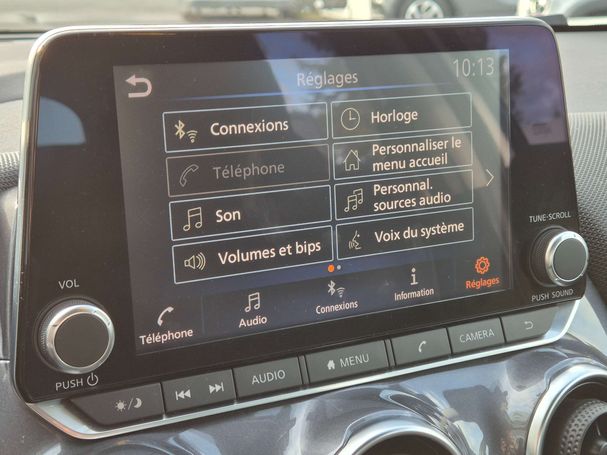 Réglages
10:13
Connexions
Horloge
Téléphone
Personnaliser le
menu accueil
Son
Personnal.
sources audio
Volumes et bips
Voix du système
Téléphone
Audio
Connexions
Information
Réglages
VOL
PUSH
TUNE·SCROLL
PUSH SOUND
AUDIO
MENU
CAMERA